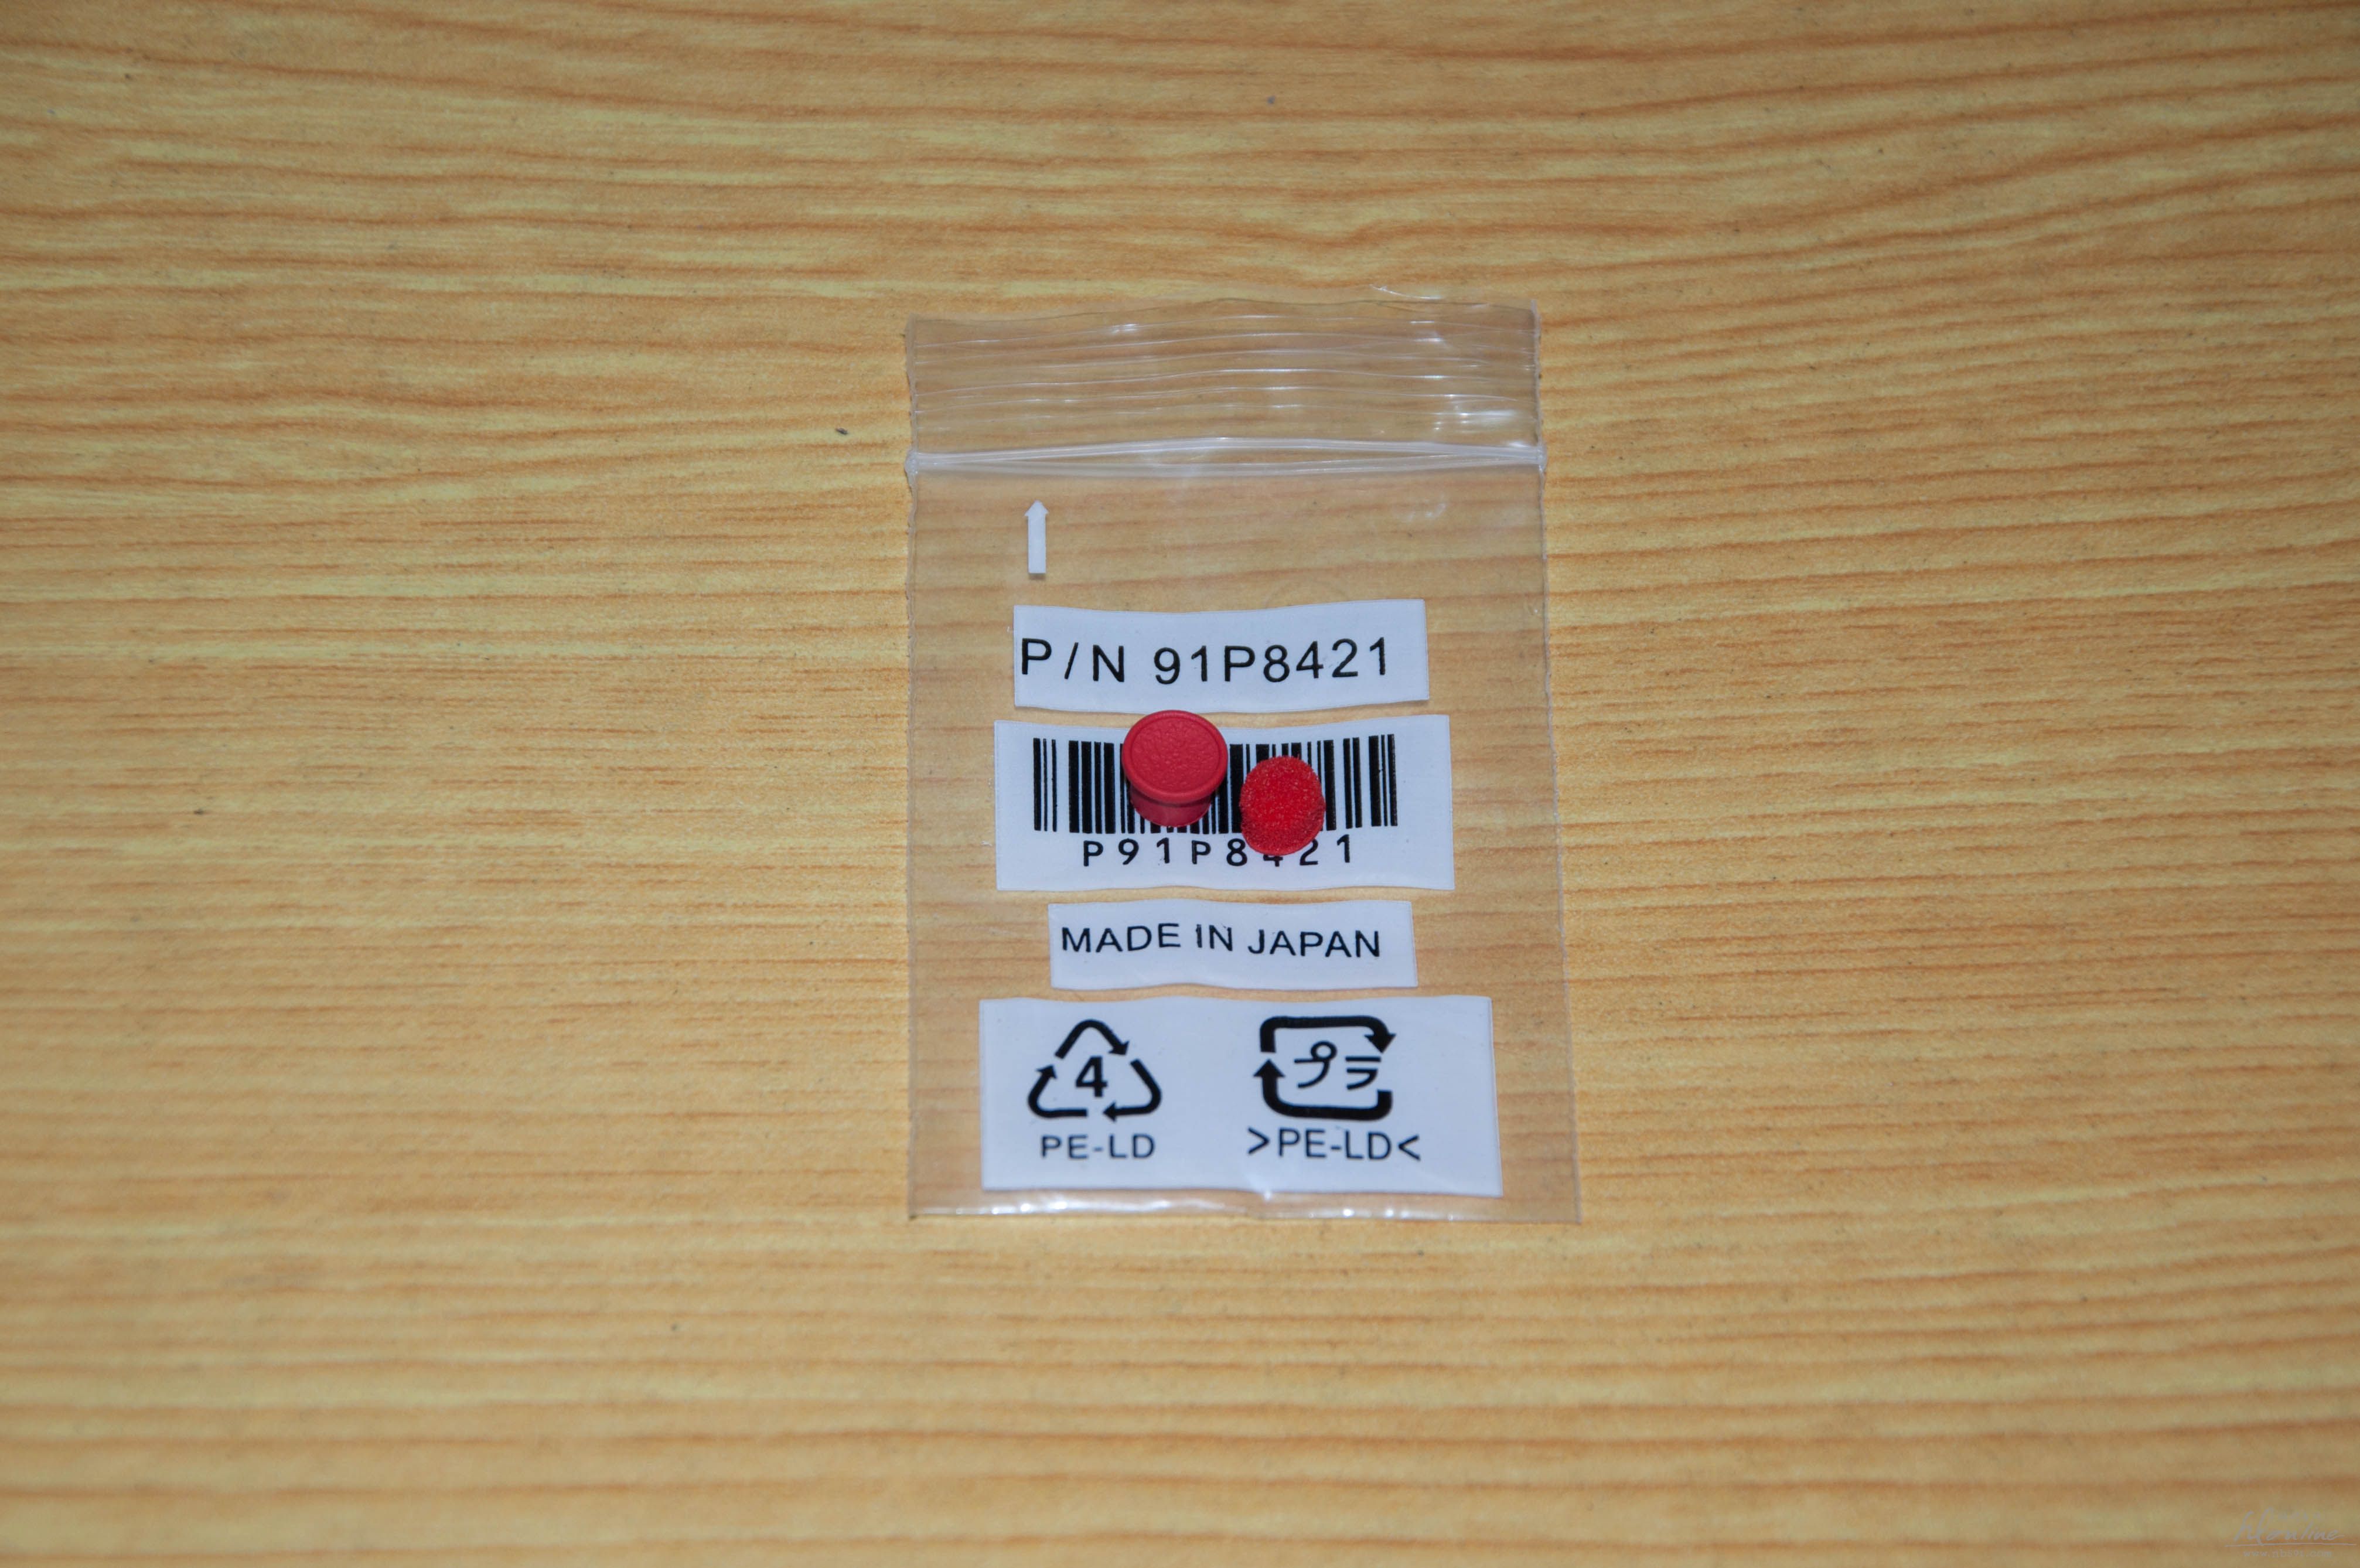 P/N 91P8421
P91P8421
MADE IN JAPAN
4 プラ
PE-LD >PE-LD<